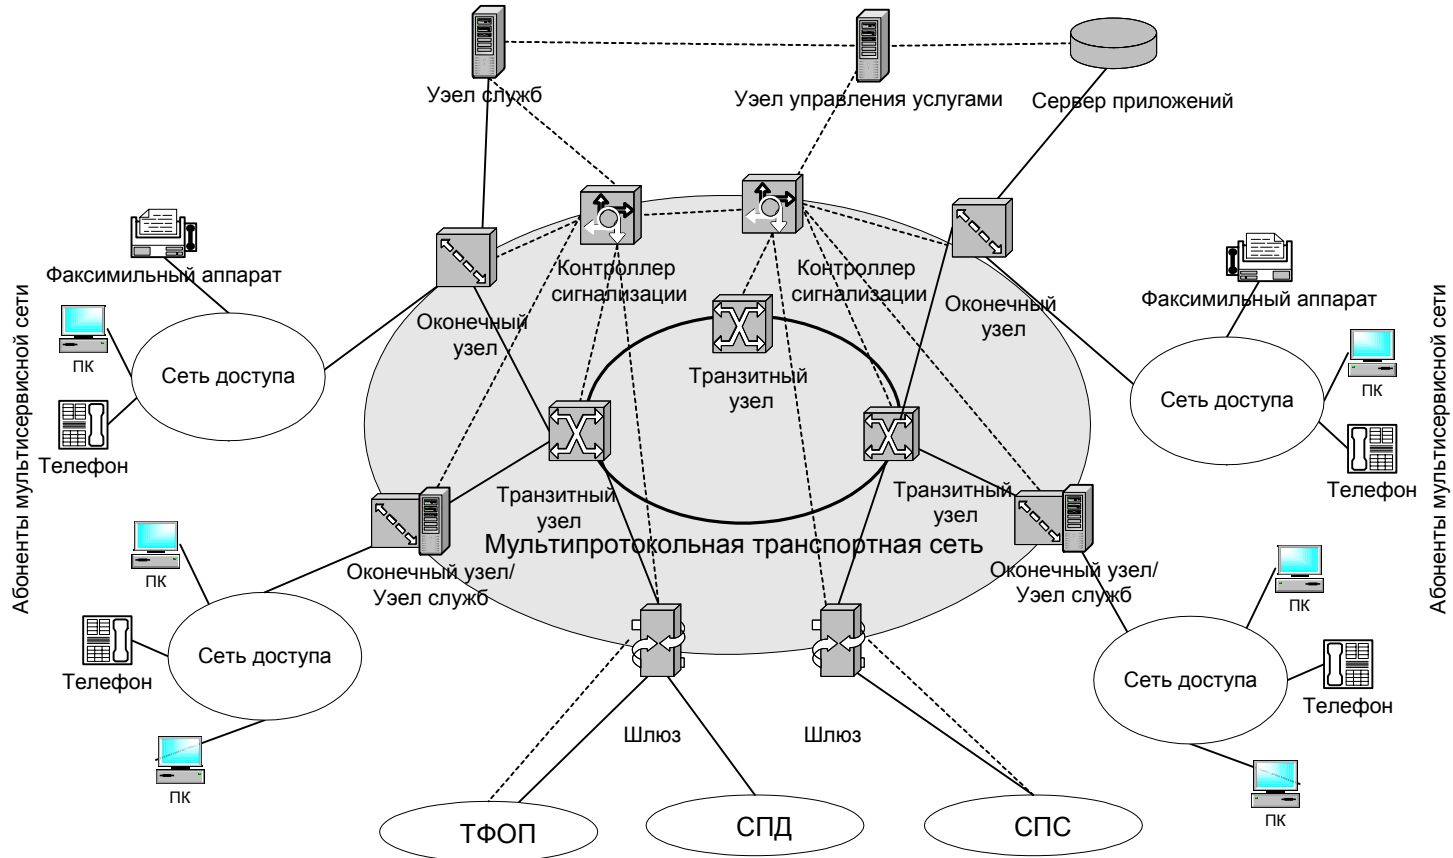 Узел служб
Узел управления услугами
Сервер приложений
Факсимильный аппарат
Контроллер
сигнализации
Контроллер
сигнализации
Факсимильный аппарат
Абоненты мультисервисной сети
Абоненты мультисервисной сети
Оконечный
узел
Оконечный
узел
ПК
Сеть доступа
Транзитный
узел
ПК
Сеть доступа
Телефон
Телефон
Транзитный
узел
Транзитный
узел
Мультипротокольная транспортная сеть
ПК
Оконечный узел/
Узел служб
Оконечный узел/
Узел служб
ПК
Сеть доступа
Сеть доступа
Телефон
Телефон
Шлюз
Шлюз
ПК
ПК
ТФОП
СПД
СПС